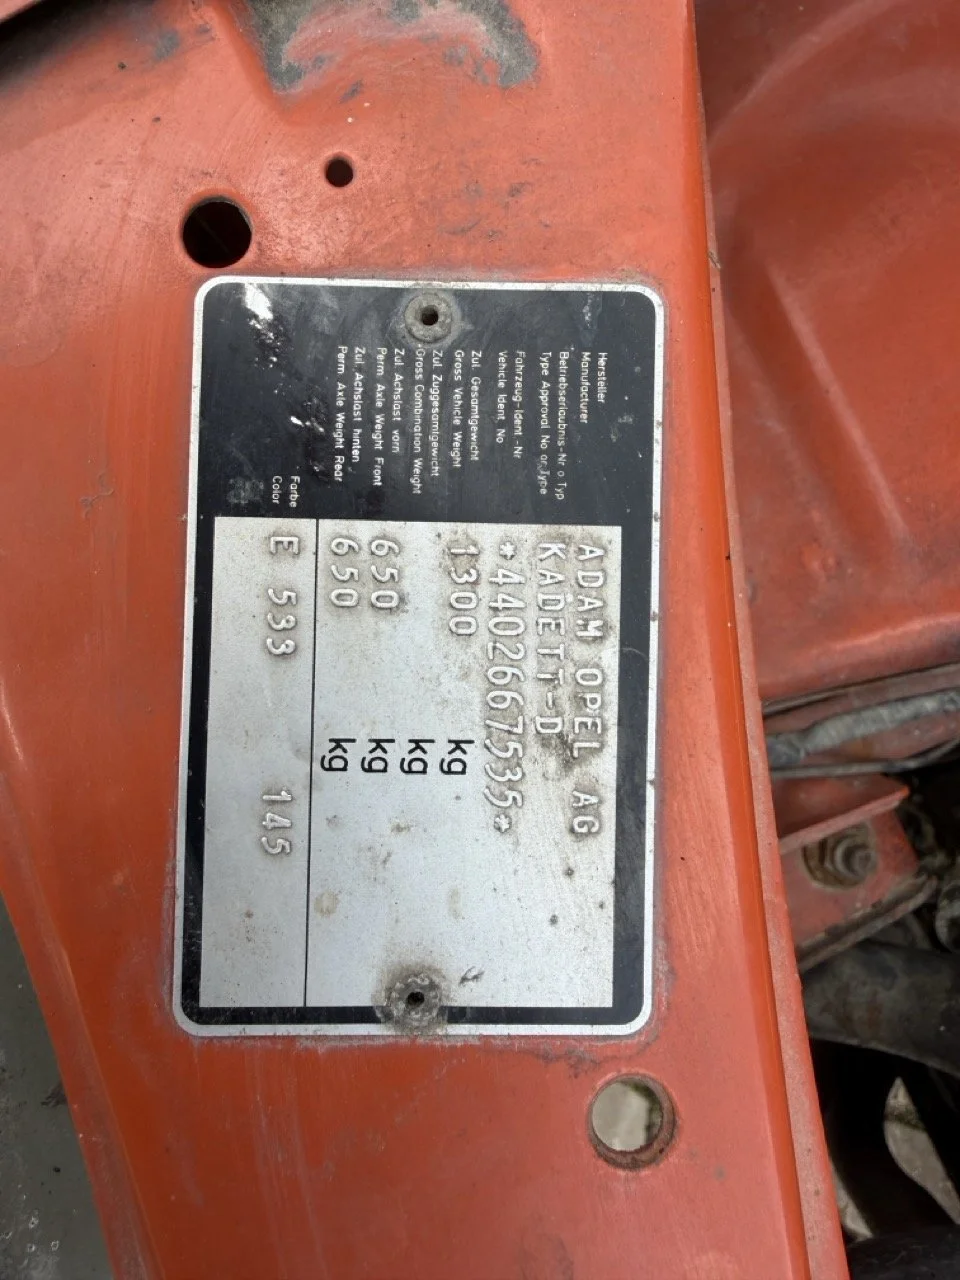 Hersteller
Manufacturer
ADAM OPEL AG
Betriebserlaubnis-Nr o Typ
Type Approval No or Type
KADETT-D
Fahrzeug-Ident-Nr
Vehicle Ident No
*4402667535*
Zul. Gesamtgewicht
Gross Vehicle Weight
1300 kg
Zul. Zuggesamtgewicht
Gross Combination Weight
kg
Zul Achslast vorn
Perm Axle Weight Front
650 kg
Zul Achslast hinten
Perm Axle Weight Rear
650 kg
Farbe
Color
E 533 145